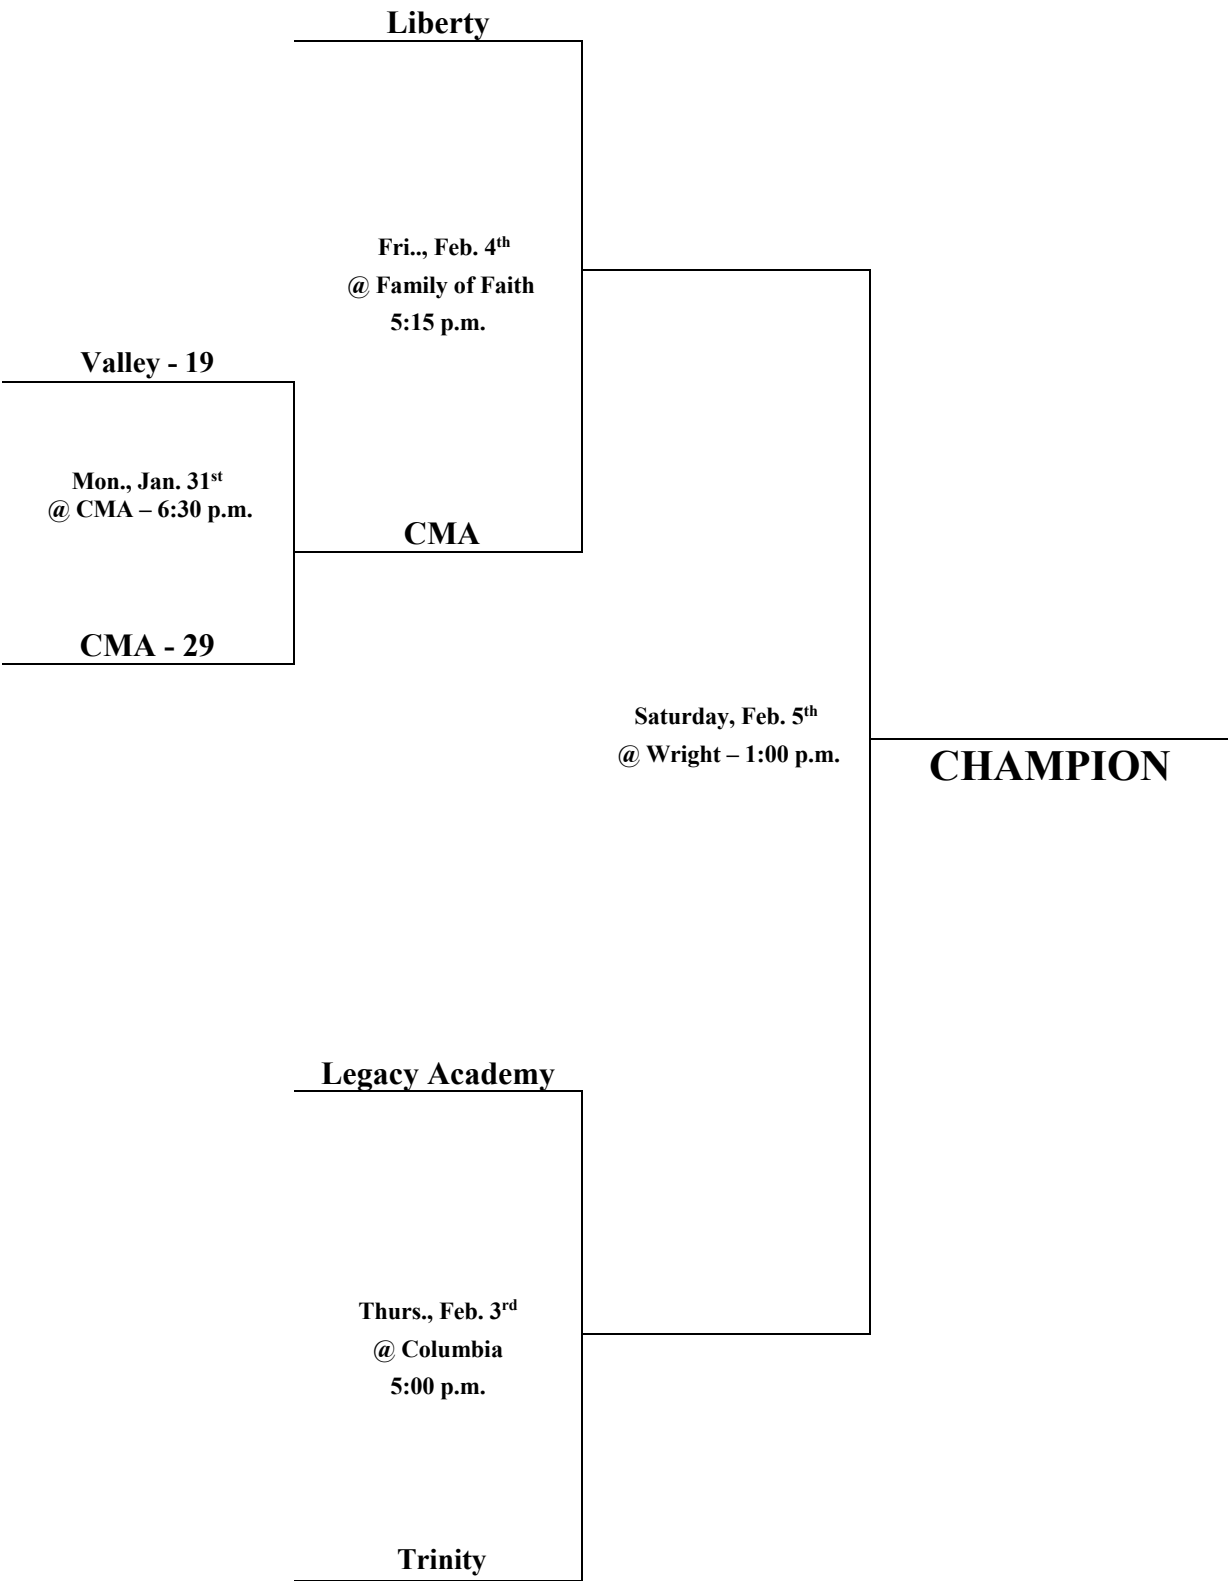 Liberty
Fri.., Feb. 4th
@ Family of Faith
5:15 p.m.
Valley - 19
Mon., Jan. 31st
@ CMA – 6:30 p.m.
CMA
CMA - 29
Saturday, Feb. 5th
@ Wright – 1:00 p.m.
CHAMPION
Legacy Academy
Thurs., Feb. 3rd
@ Columbia
5:00 p.m.
Trinity